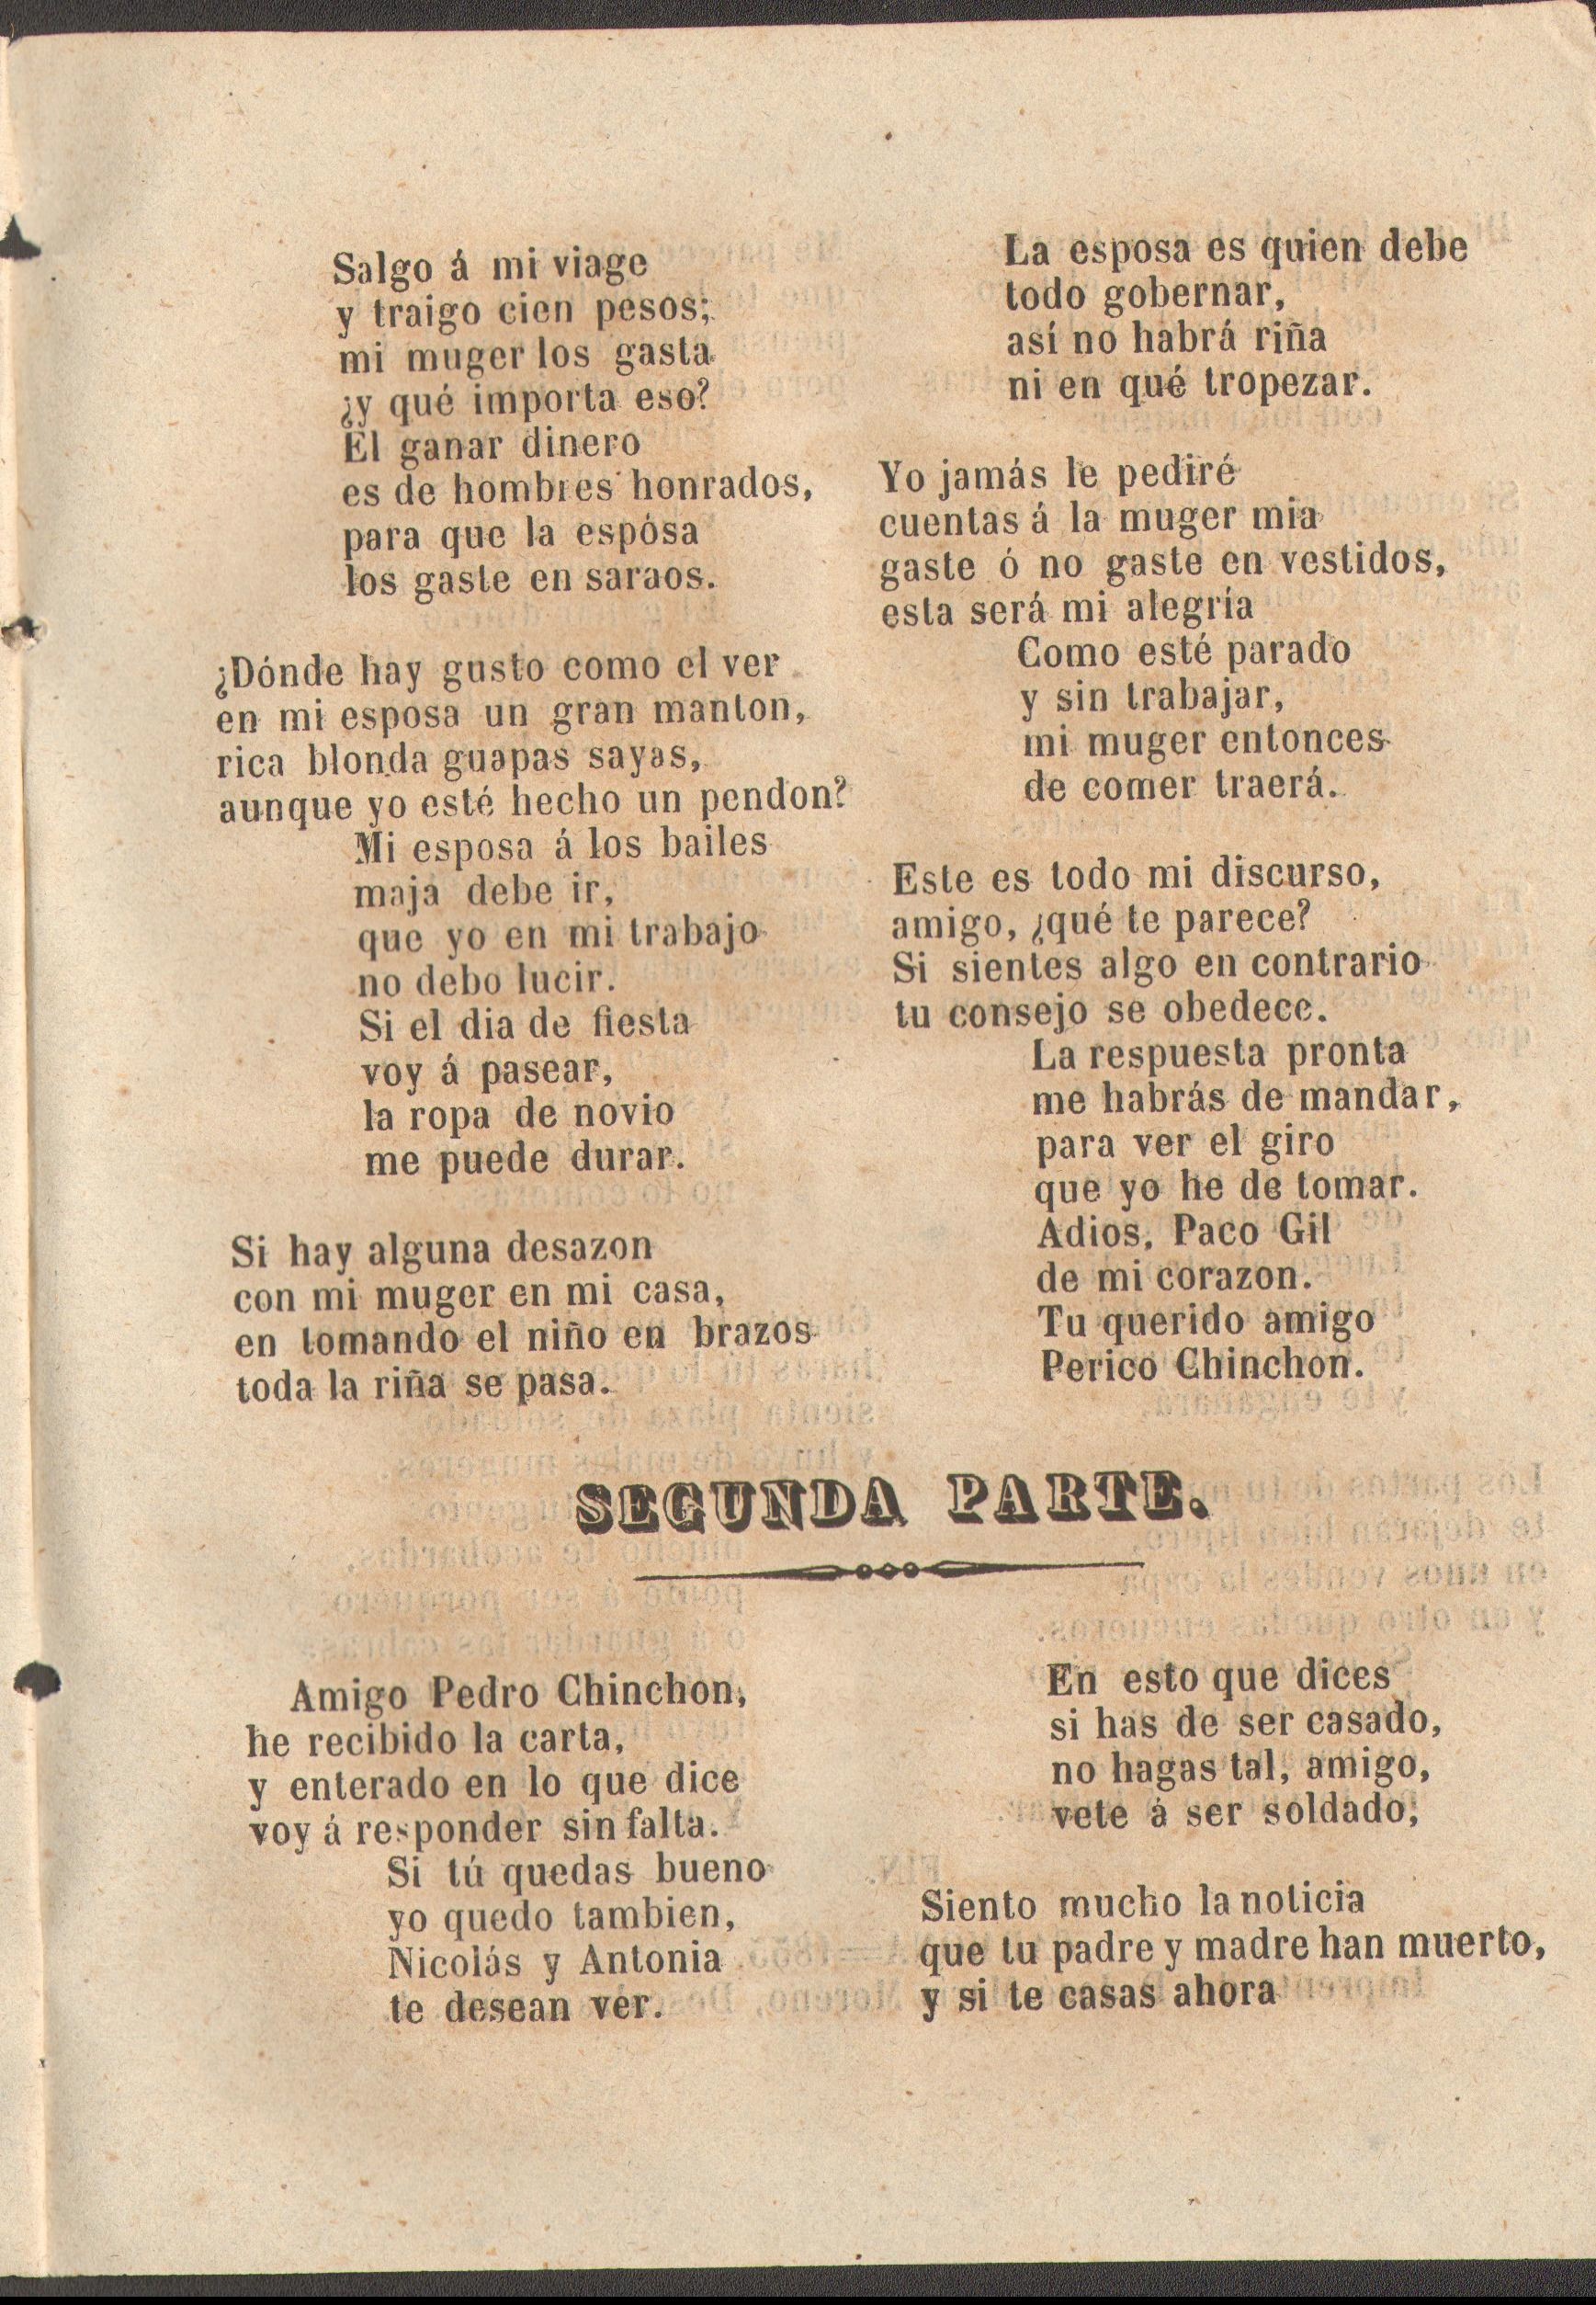 Salgo á mi viage
y traigo cien pesos;
mi muger los gasta
¿y qué importa eso?
El ganar dinero
es de hombres honrados,
para que la espósa
los gaste en saraos.

¿Dónde hay gusto como el ver
en mi esposa un gran manton,
rica blonda guapas sayas,
aunque yo esté hecho un pendon?
Mi esposa á los bailes
maja debe ir,
que yo en mi trabajo
no debo lucir.
Si el dia de fiesta
voy á pasear,
la ropa de novio
me puede durar.

Si hay alguna desazon
con mi muger en mi casa,
en tomando el niño en brazos
toda la riña se pasa.

La esposa es quien debe
todo gobernar,
así no habrá riña
ni en qué tropezar.

Yo jamás le pediré
cuentas á la muger mia
gaste ó no gaste en vestidos,
esta será mi alegría
Como esté parado
y sin trabajar,
mi muger entonces
de comer traerá.

Este es todo mi discurso,
amigo, ¿qué te parece?
Si sientes algo en contrario
tu consejo se obedece.
La respuesta pronta
me habrás de mandar,
para ver el giro
que yo he de tomar.
Adios, Paco Gil
de mi corazon.
Tu querido amigo
Perico Chinchon.

SEGUNDA PARTE.

Amigo Pedro Chinchon,
he recibido la carta,
y enterado en lo que dice
voy á responder sin falta.
Si tú quedas bueno
yo quedo tambien,
Nicolás y Antonia
te desean ver.

En esto que dices
si has de ser casado,
no hagas tal, amigo,
vete á ser soldado;

Siento mucho la noticia
que tu padre y madre han muerto,
y si te casas ahora